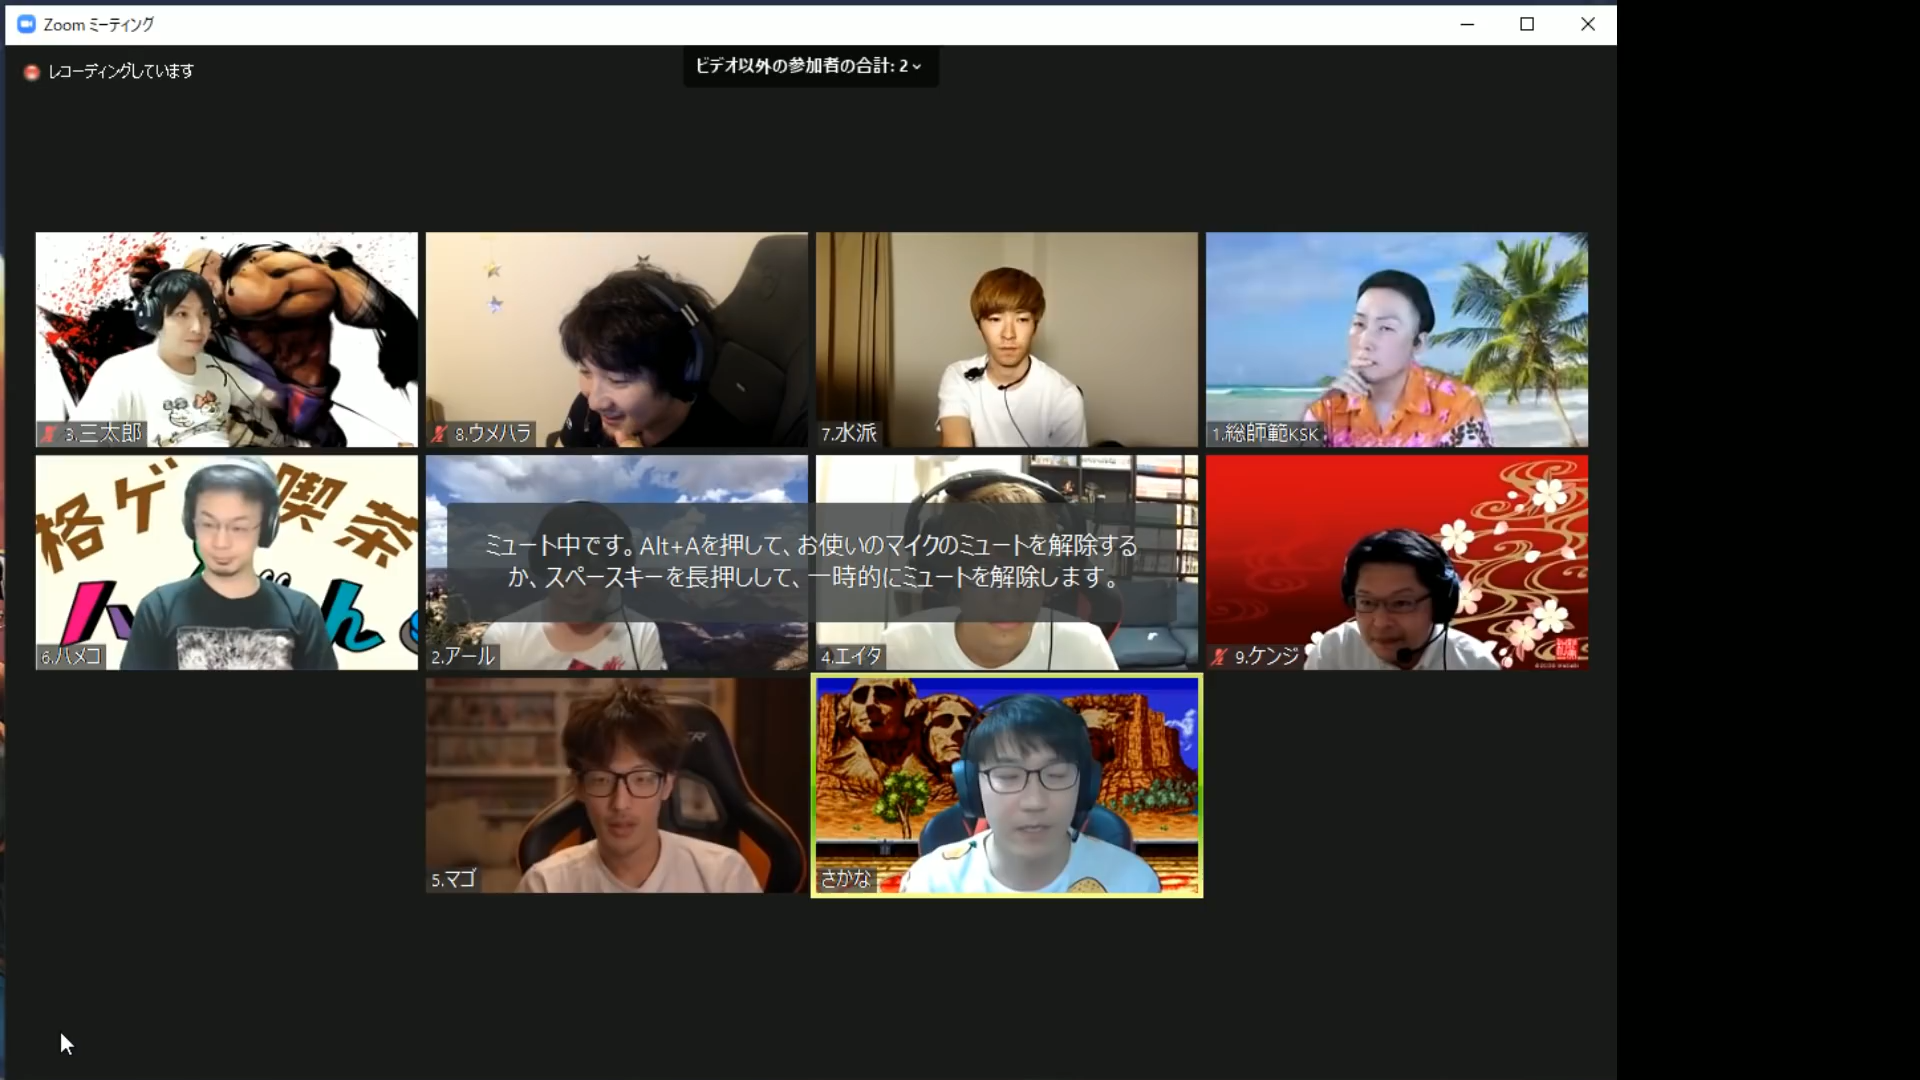 Zoom ミーティング
レコーディングしています
ビデオ以外の参加者の合計: 2
3.三太郎
8.ウメハラ
7.水派
1.総師範KSK
格ゲー喫茶
6.ハメコ
2.アール
4.エイタ
9.ケンジ
ミュート中です。Alt+Aを押して、お使いのマイクのミュートを解除する
か、スペースキーを長押しして、一時的にミュートを解除します。
5.マゴ
さかな